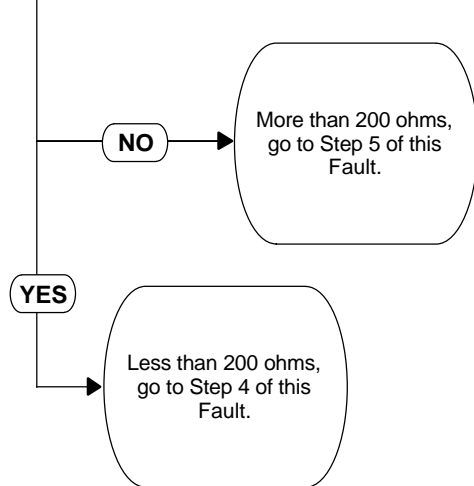 NO
More than 200 ohms,
go to Step 5 of this
Fault.
YES
Less than 200 ohms,
go to Step 4 of this
Fault.